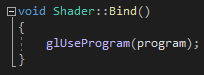 void Shader::Bind()
{
glUseProgram(program);
}